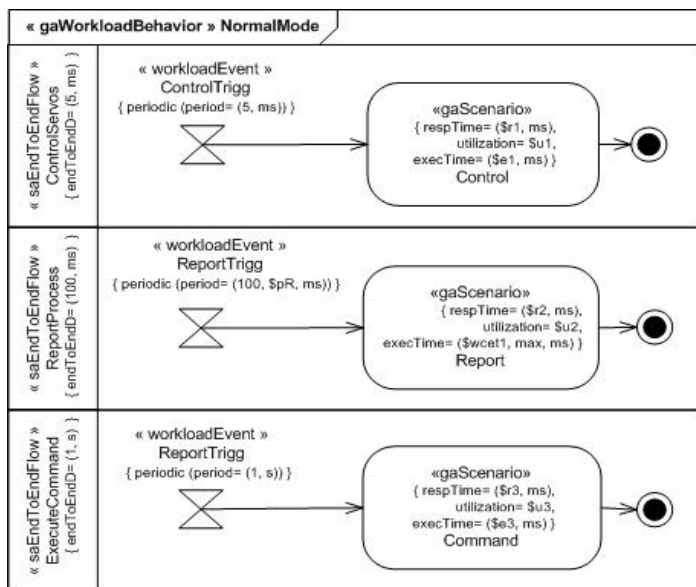 « gaWorkloadBehavior » NormalMode
« saEndToEndFlow »
ControlServos
{ endToEndD= (5, ms) }
« workloadEvent »
ControlTrigg
{ periodic (period= (5, ms)) }
«gaScenario»
{ respTime= ($r1, ms),
utilization= $u1,
execTime= ($e1, ms) }
Control
« saEndToEndFlow »
ReportProcess
{ endToEndD= (100, ms) }
« workloadEvent »
ReportTrigg
{ periodic (period= (100, $pR, ms)) }
«gaScenario»
{ respTime= ($r2, ms),
utilization= $u2,
execTime= ($wcet1, max, ms) }
Report
« saEndToEndFlow »
ExecuteCommand
{ endToEndD= (1, s) }
« workloadEvent »
ReportTrigg
{ periodic (period= (1, s)) }
«gaScenario»
{ respTime= ($r3, ms),
utilization= $u3,
execTime= ($e3, ms) }
Command